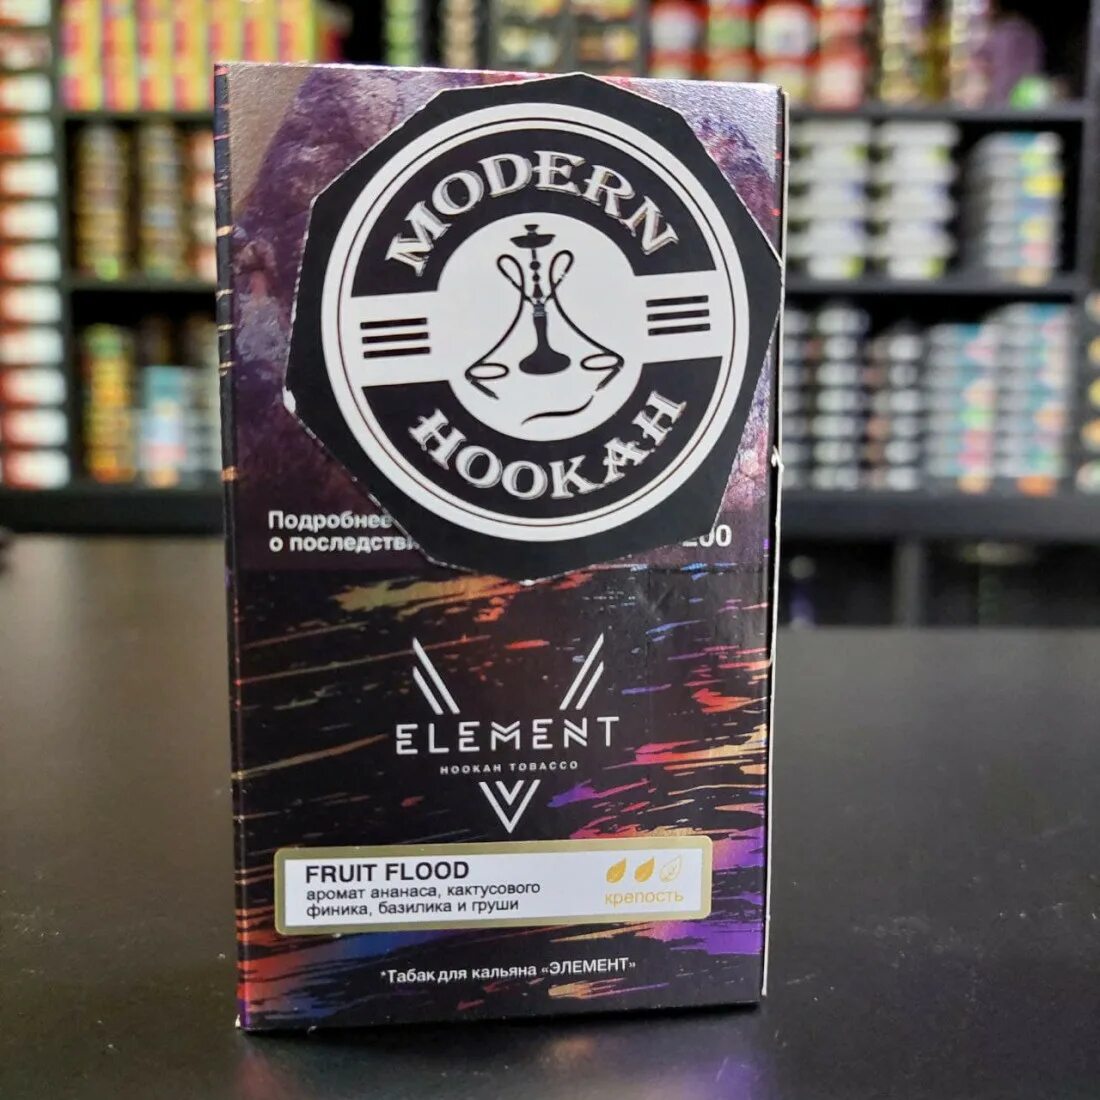 MODERN
HOOKAH
Подробнее
о последстви 200
ELEMENT
HOOKAH TOBACCO
FRUIT FLOOD
аромат ананаса, кактусового
финика, базилика и груши
крепость
*Табак для кальяна «ЭЛЕМЕНТ»